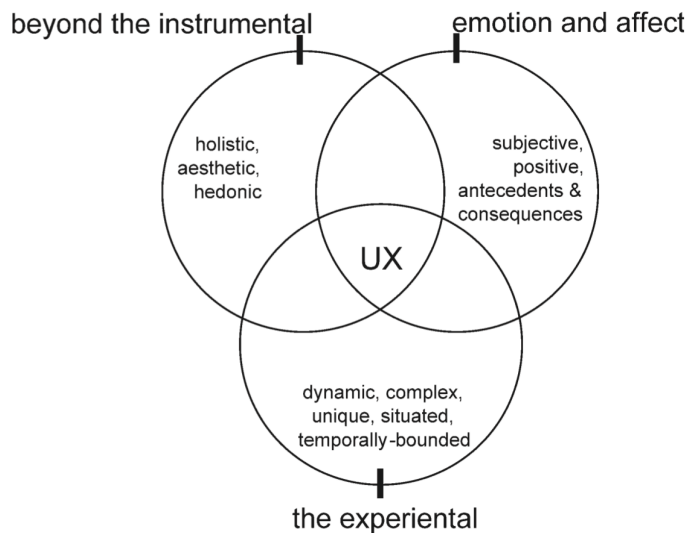 beyond the instrumental
emotion and affect
holistic,
aesthetic,
hedonic
subjective,
positive,
antecedents &
consequences
UX
dynamic, complex,
unique, situated,
temporally-bounded
the experiental